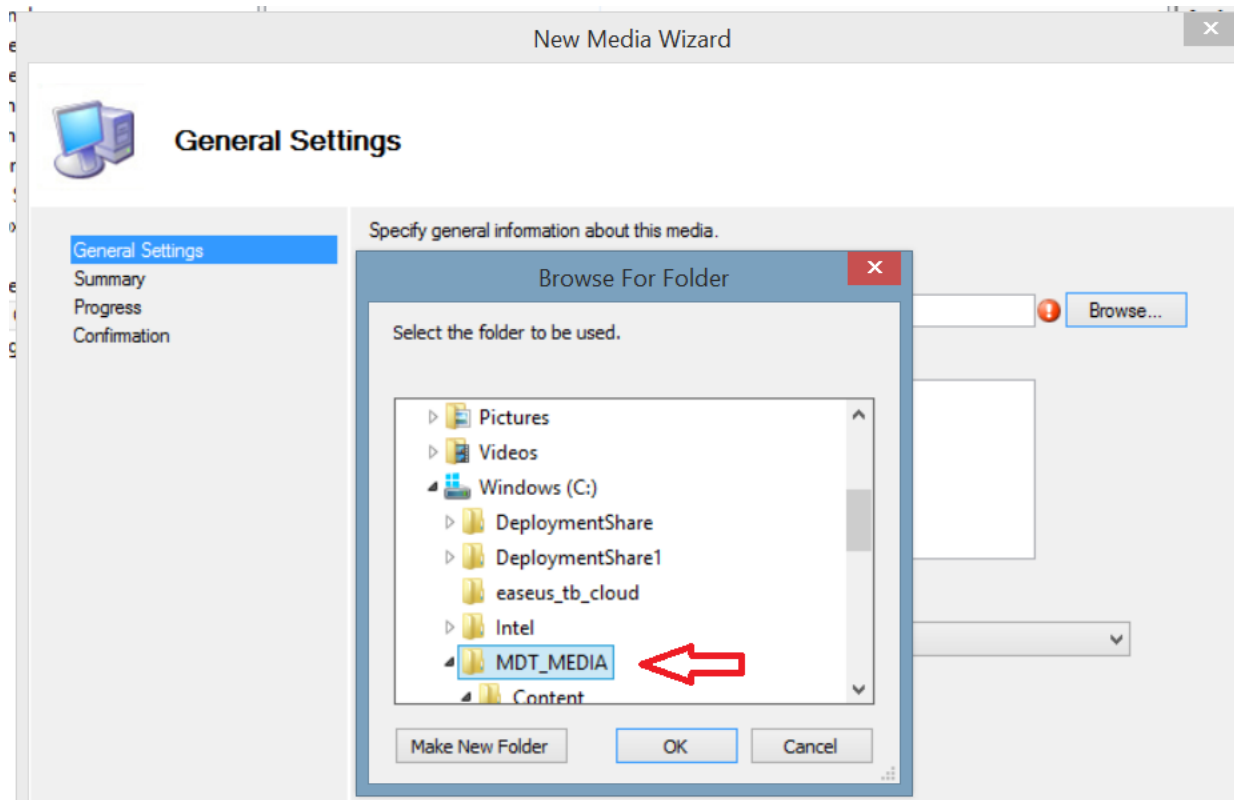 New Media Wizard
General Settings
General Settings
Summary
Progress
Confirmation
Specify general information about this media.
Browse...
Browse For Folder
Select the folder to be used.
Pictures
Videos
Windows (C:)
DeploymentShare
DeploymentShare1
easeus_tb_cloud
Intel
MDT_MEDIA
Content
Make New Folder
OK
Cancel